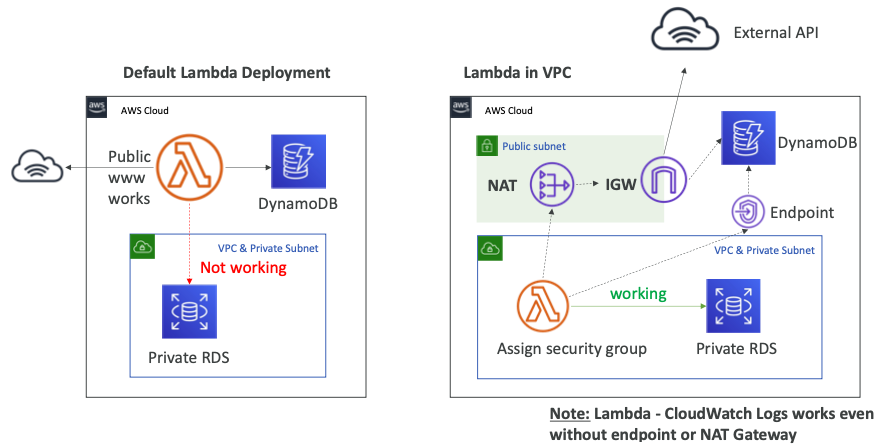 External API
Default Lambda Deployment
Lambda in VPC
aws
AWS Cloud
Public
www
works
DynamoDB
VPC & Private Subnet
Not working
Private RDS
aws
AWS Cloud
Public subnet
NAT
IGW
DynamoDB
Endpoint
VPC & Private Subnet
working
Assign security group
Private RDS
Note: Lambda - CloudWatch Logs works even
without endpoint or NAT Gateway